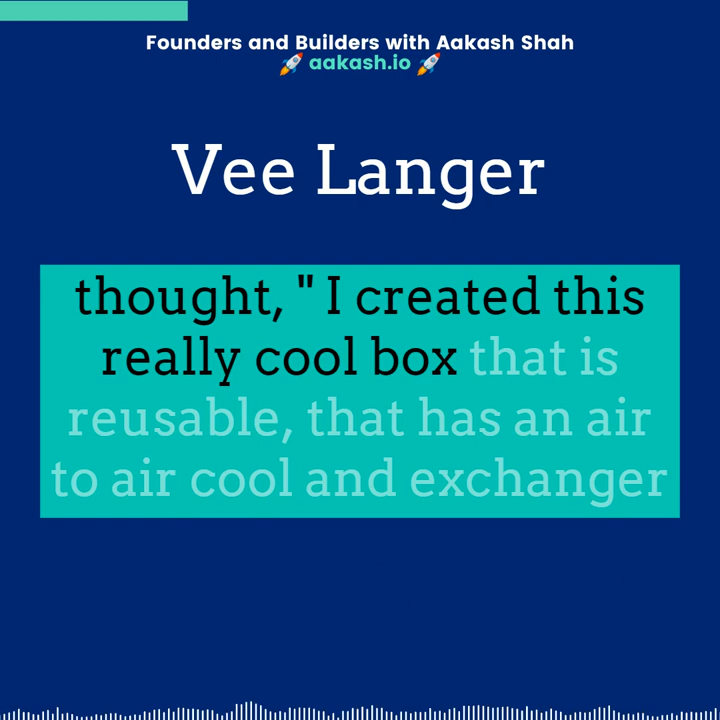 Founders and Builders with Aakash Shah
🚀 aakash.io 🚀
Vee Langer
thought, " I created this
really cool box that is
reusable, that has an air
to air cool and exchanger